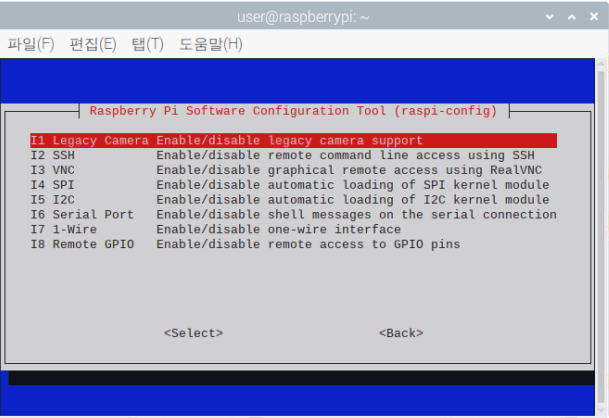 user@raspberrypi: ~
파일(F) 편집(E) 탭(T) 도움말(H)
Raspberry Pi Software Configuration Tool (raspi-config)
I1 Legacy Camera Enable/disable legacy camera support
I2 SSH Enable/disable remote command line access using SSH
I3 VNC Enable/disable graphical remote access using RealVNC
I4 SPI Enable/disable automatic loading of SPI kernel module
I5 I2C Enable/disable automatic loading of I2C kernel module
I6 Serial Port Enable/disable shell messages on the serial connection
I7 1-Wire Enable/disable one-wire interface
I8 Remote GPIO Enable/disable remote access to GPIO pins
<Select> <Back>